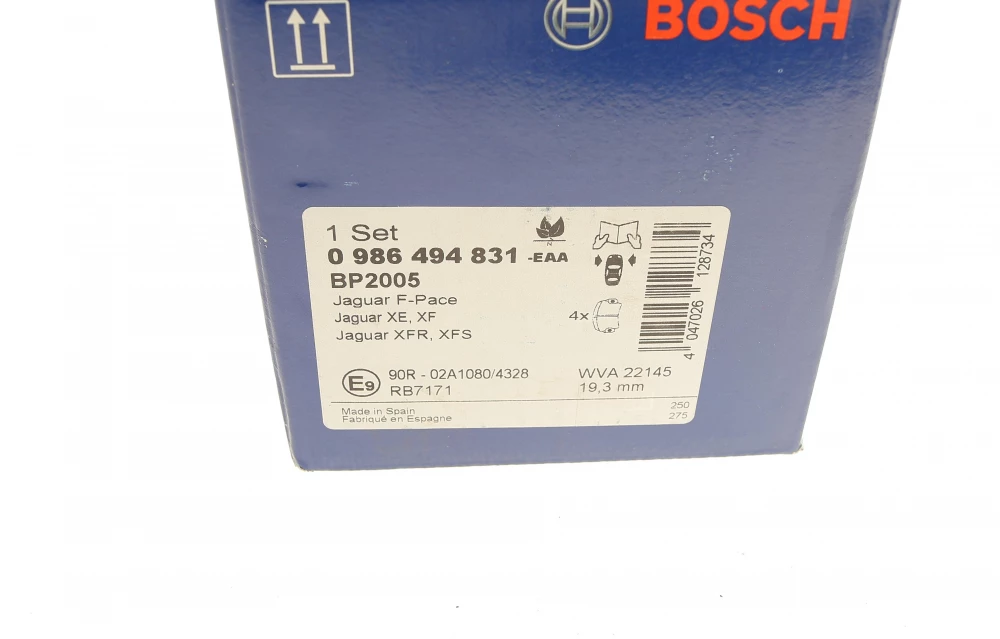 BOSCH
1 Set
0 986 494 831 -EAA
BP2005
Jaguar F-Pace
Jaguar XE, XF
Jaguar XFR, XFS
4x
4 047026 128734
E9
90R - 02A1080/4328
RB7171
WVA 22145
19,3 mm
Made in Spain
Fabriqué en Espagne
250
275